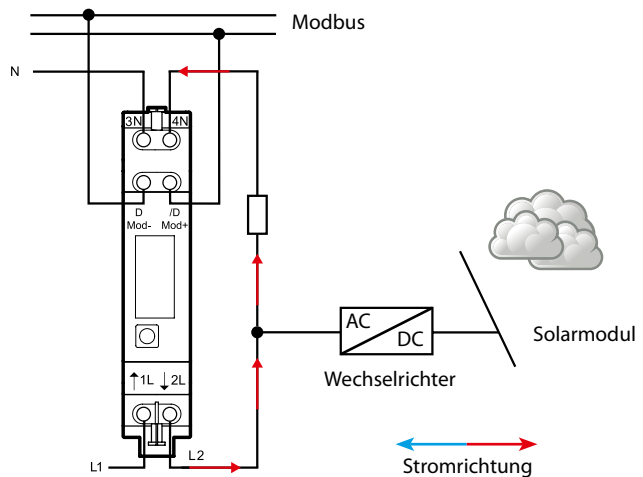 Modbus
N
3N 4N
D /D
Mod- Mod+
AC
DC
Solarmodul
Wechselrichter
↑1L ↓2L
L1 L2
Stromrichtung